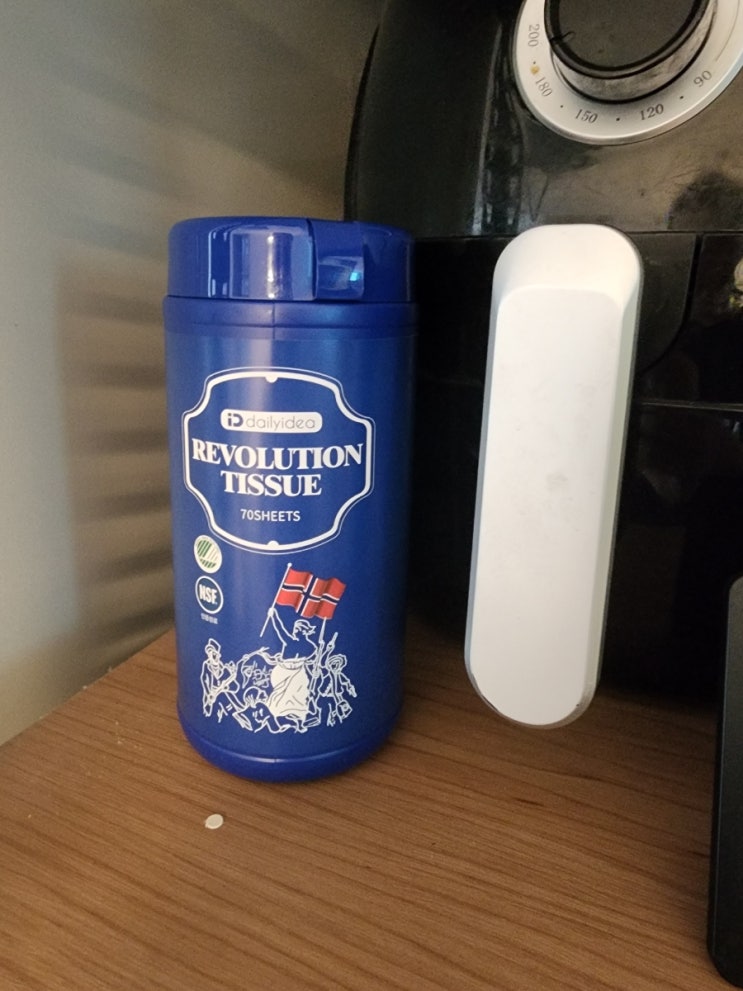 200
180
150
120
90
dailyidea
REVOLUTION
TISSUE
70SHEETS
NSF.